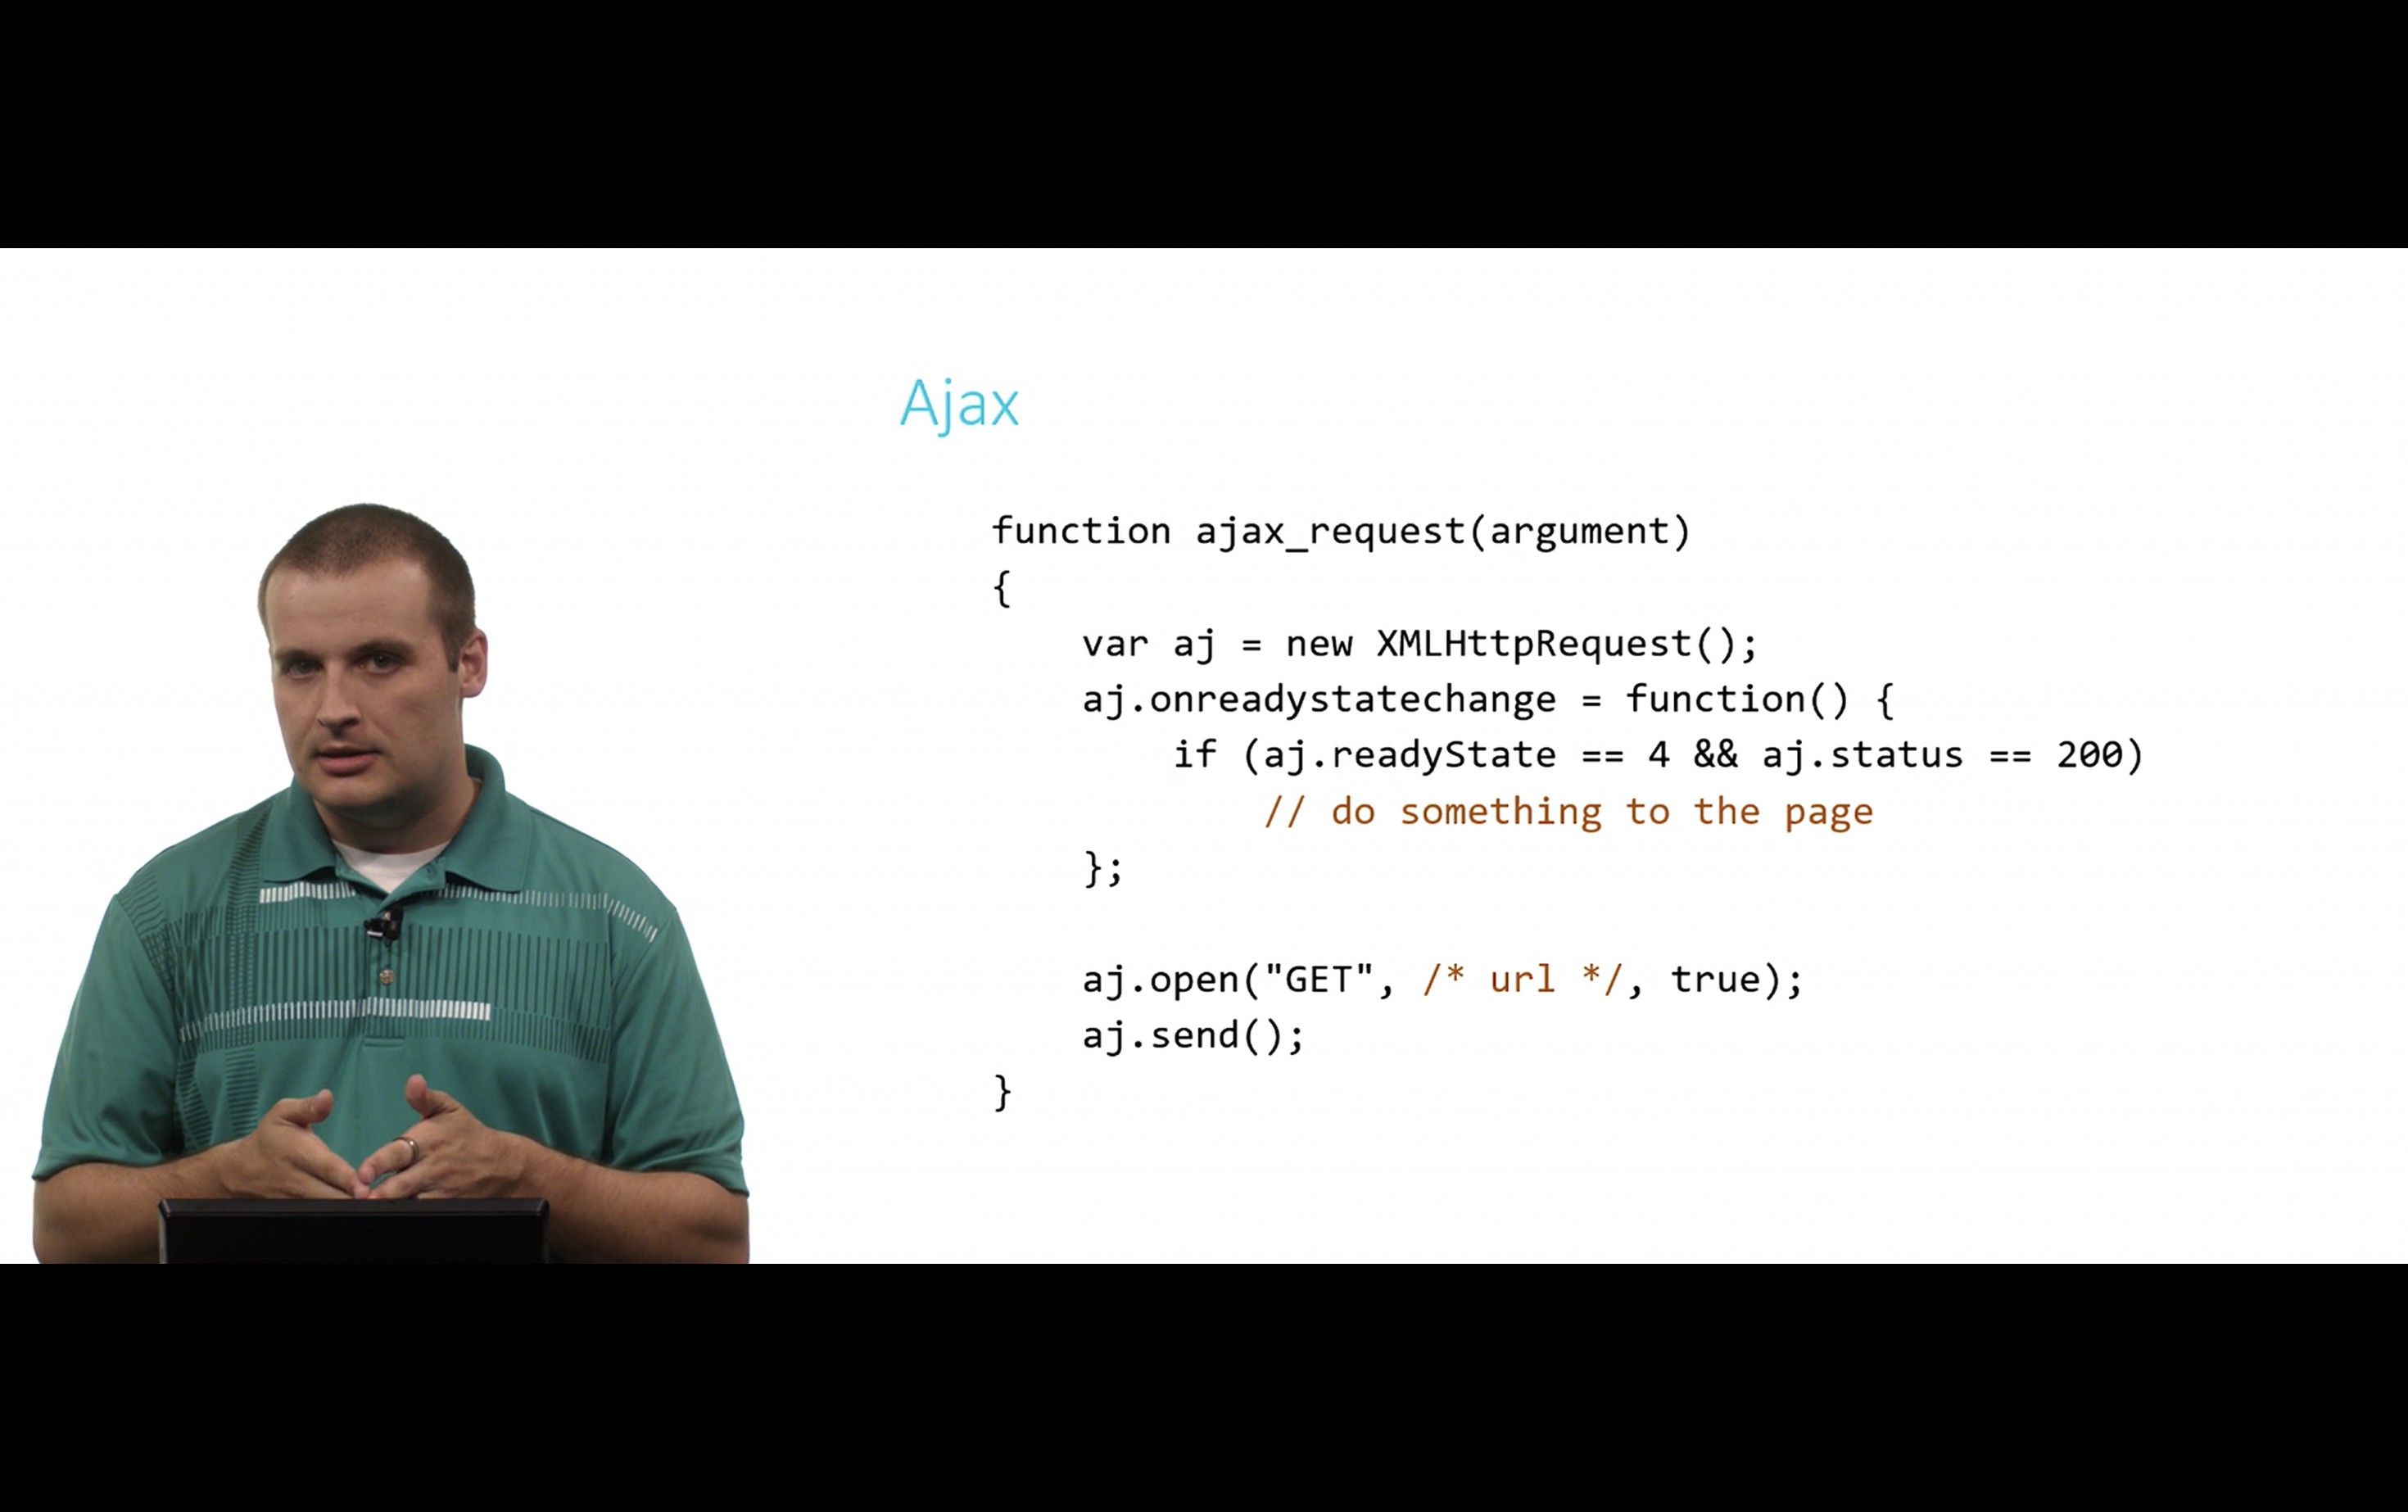 Ajax
function ajax_request(argument)
{
    var aj = new XMLHttpRequest();
    aj.onreadystatechange = function() {
        if (aj.readyState == 4 && aj.status == 200)
            // do something to the page
    };

    aj.open("GET", /* url */, true);
    aj.send();
}